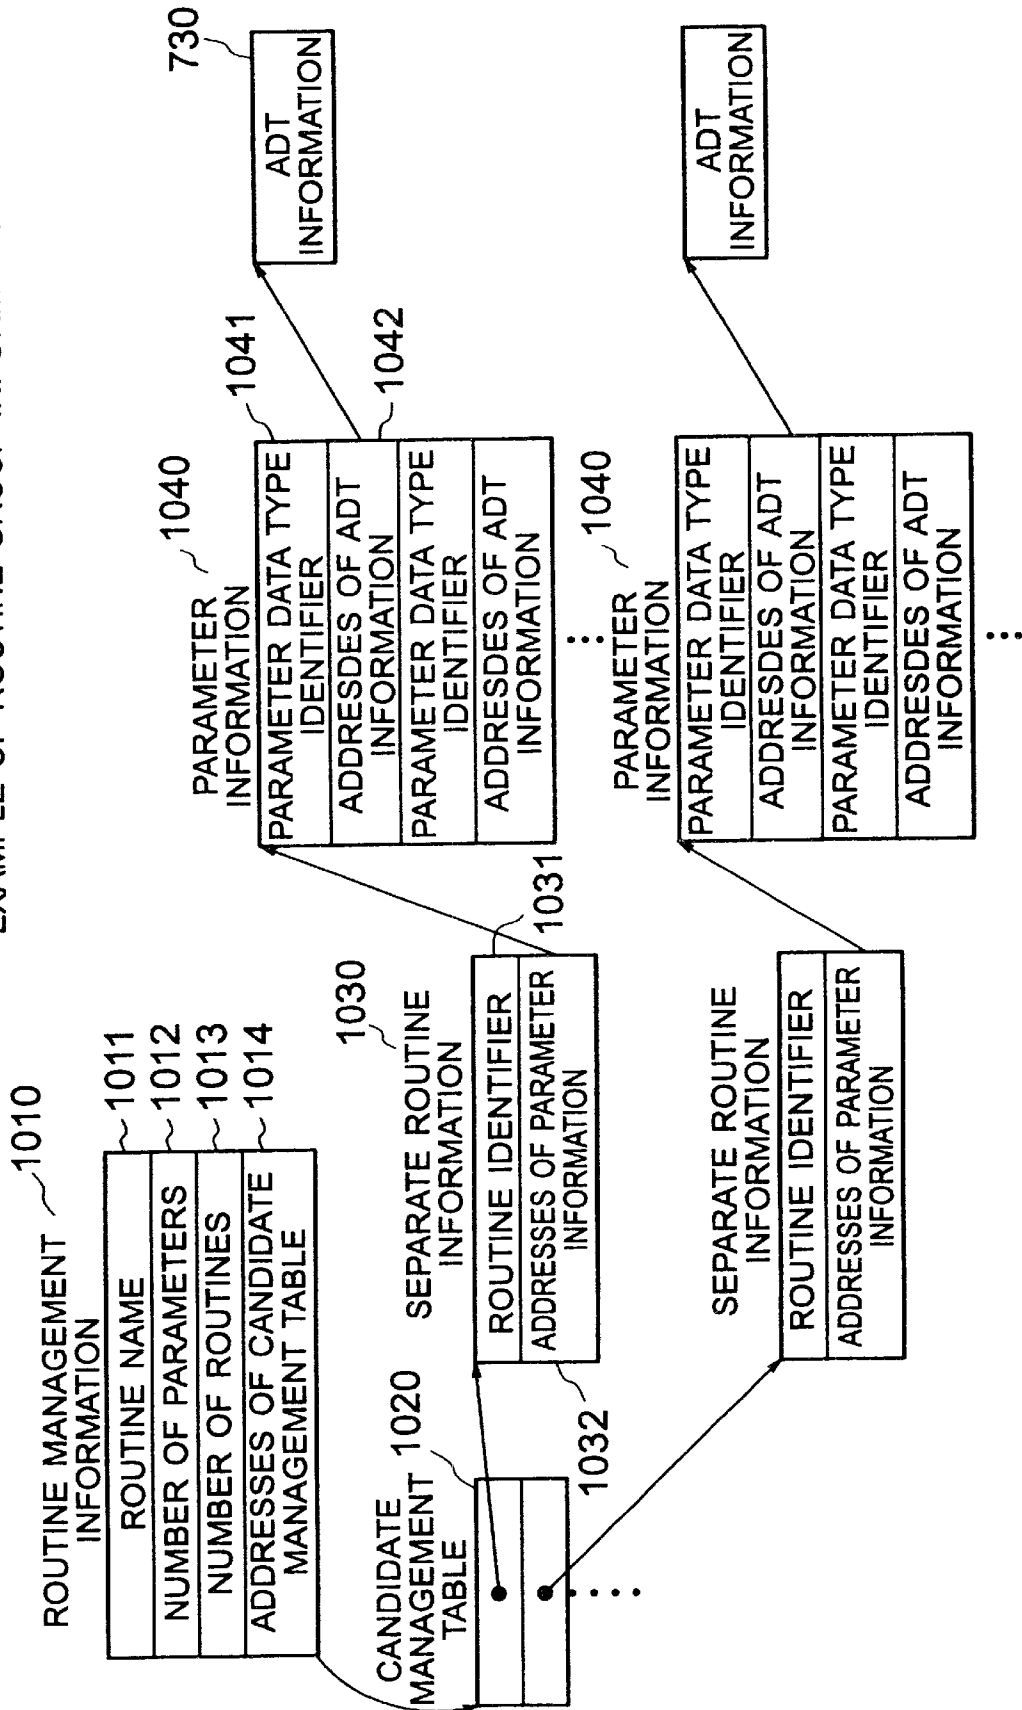 EXAMPLE OF ROUTINE GROUP
1010
ROUTINE MANAGEMENT
INFORMATION
ROUTINE NAME
1011
NUMBER OF PARAMETERS
1012
NUMBER OF ROUTINES
1013
ADDRESSES OF CANDIDATE
MANAGEMENT TABLE
1014
CANDIDATE
MANAGEMENT
TABLE
1020
1030
SEPARATE ROUTINE
INFORMATION
ROUTINE IDENTIFIER
1031
ADDRESSES OF PARAMETER
INFORMATION
1032
SEPARATE ROUTINE
INFORMATION
ROUTINE IDENTIFIER
ADDRESSES OF PARAMETER
INFORMATION
PARAMETER
INFORMATION
1040
PARAMETER DATA TYPE
IDENTIFIER
1041
ADDRESDES OF ADT
INFORMATION
1042
PARAMETER DATA TYPE
IDENTIFIER
ADDRESDES OF ADT
INFORMATION
PARAMETER
INFORMATION
1040
PARAMETER DATA TYPE
IDENTIFIER
ADDRESDES OF ADT
INFORMATION
PARAMETER DATA TYPE
IDENTIFIER
ADDRESDES OF ADT
INFORMATION
730
ADT
INFORMATION
ADT
INFORMATION